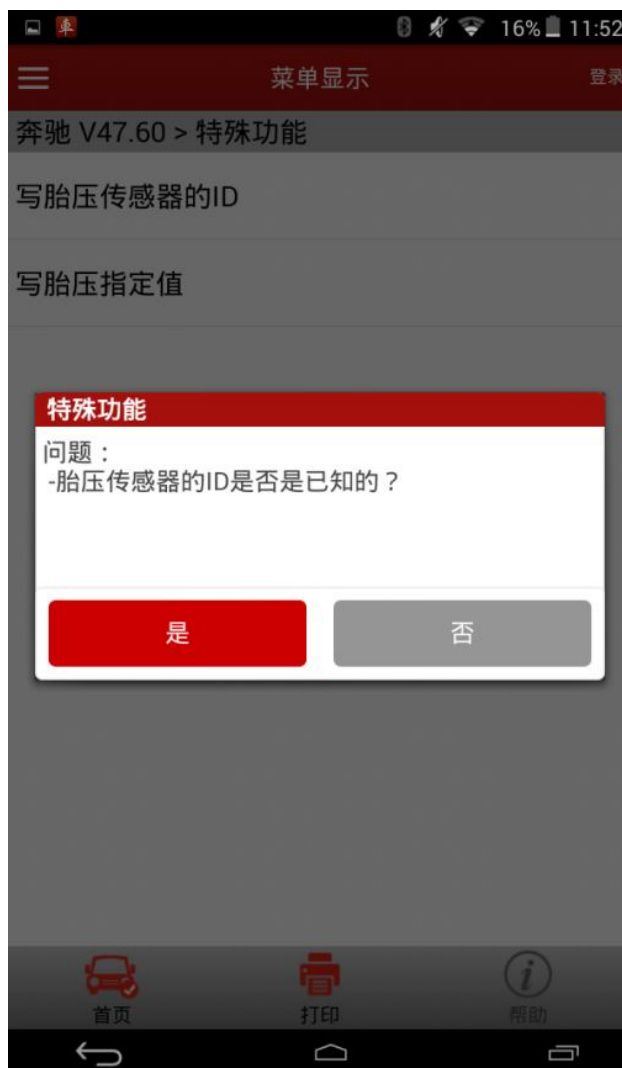 車 16% 11:52
菜单显示 登录
奔驰 V47.60 > 特殊功能
写胎压传感器的ID
写胎压指定值
特殊功能
问题：
-胎压传感器的ID是否是已知的？
是 否
首页 打印 帮助